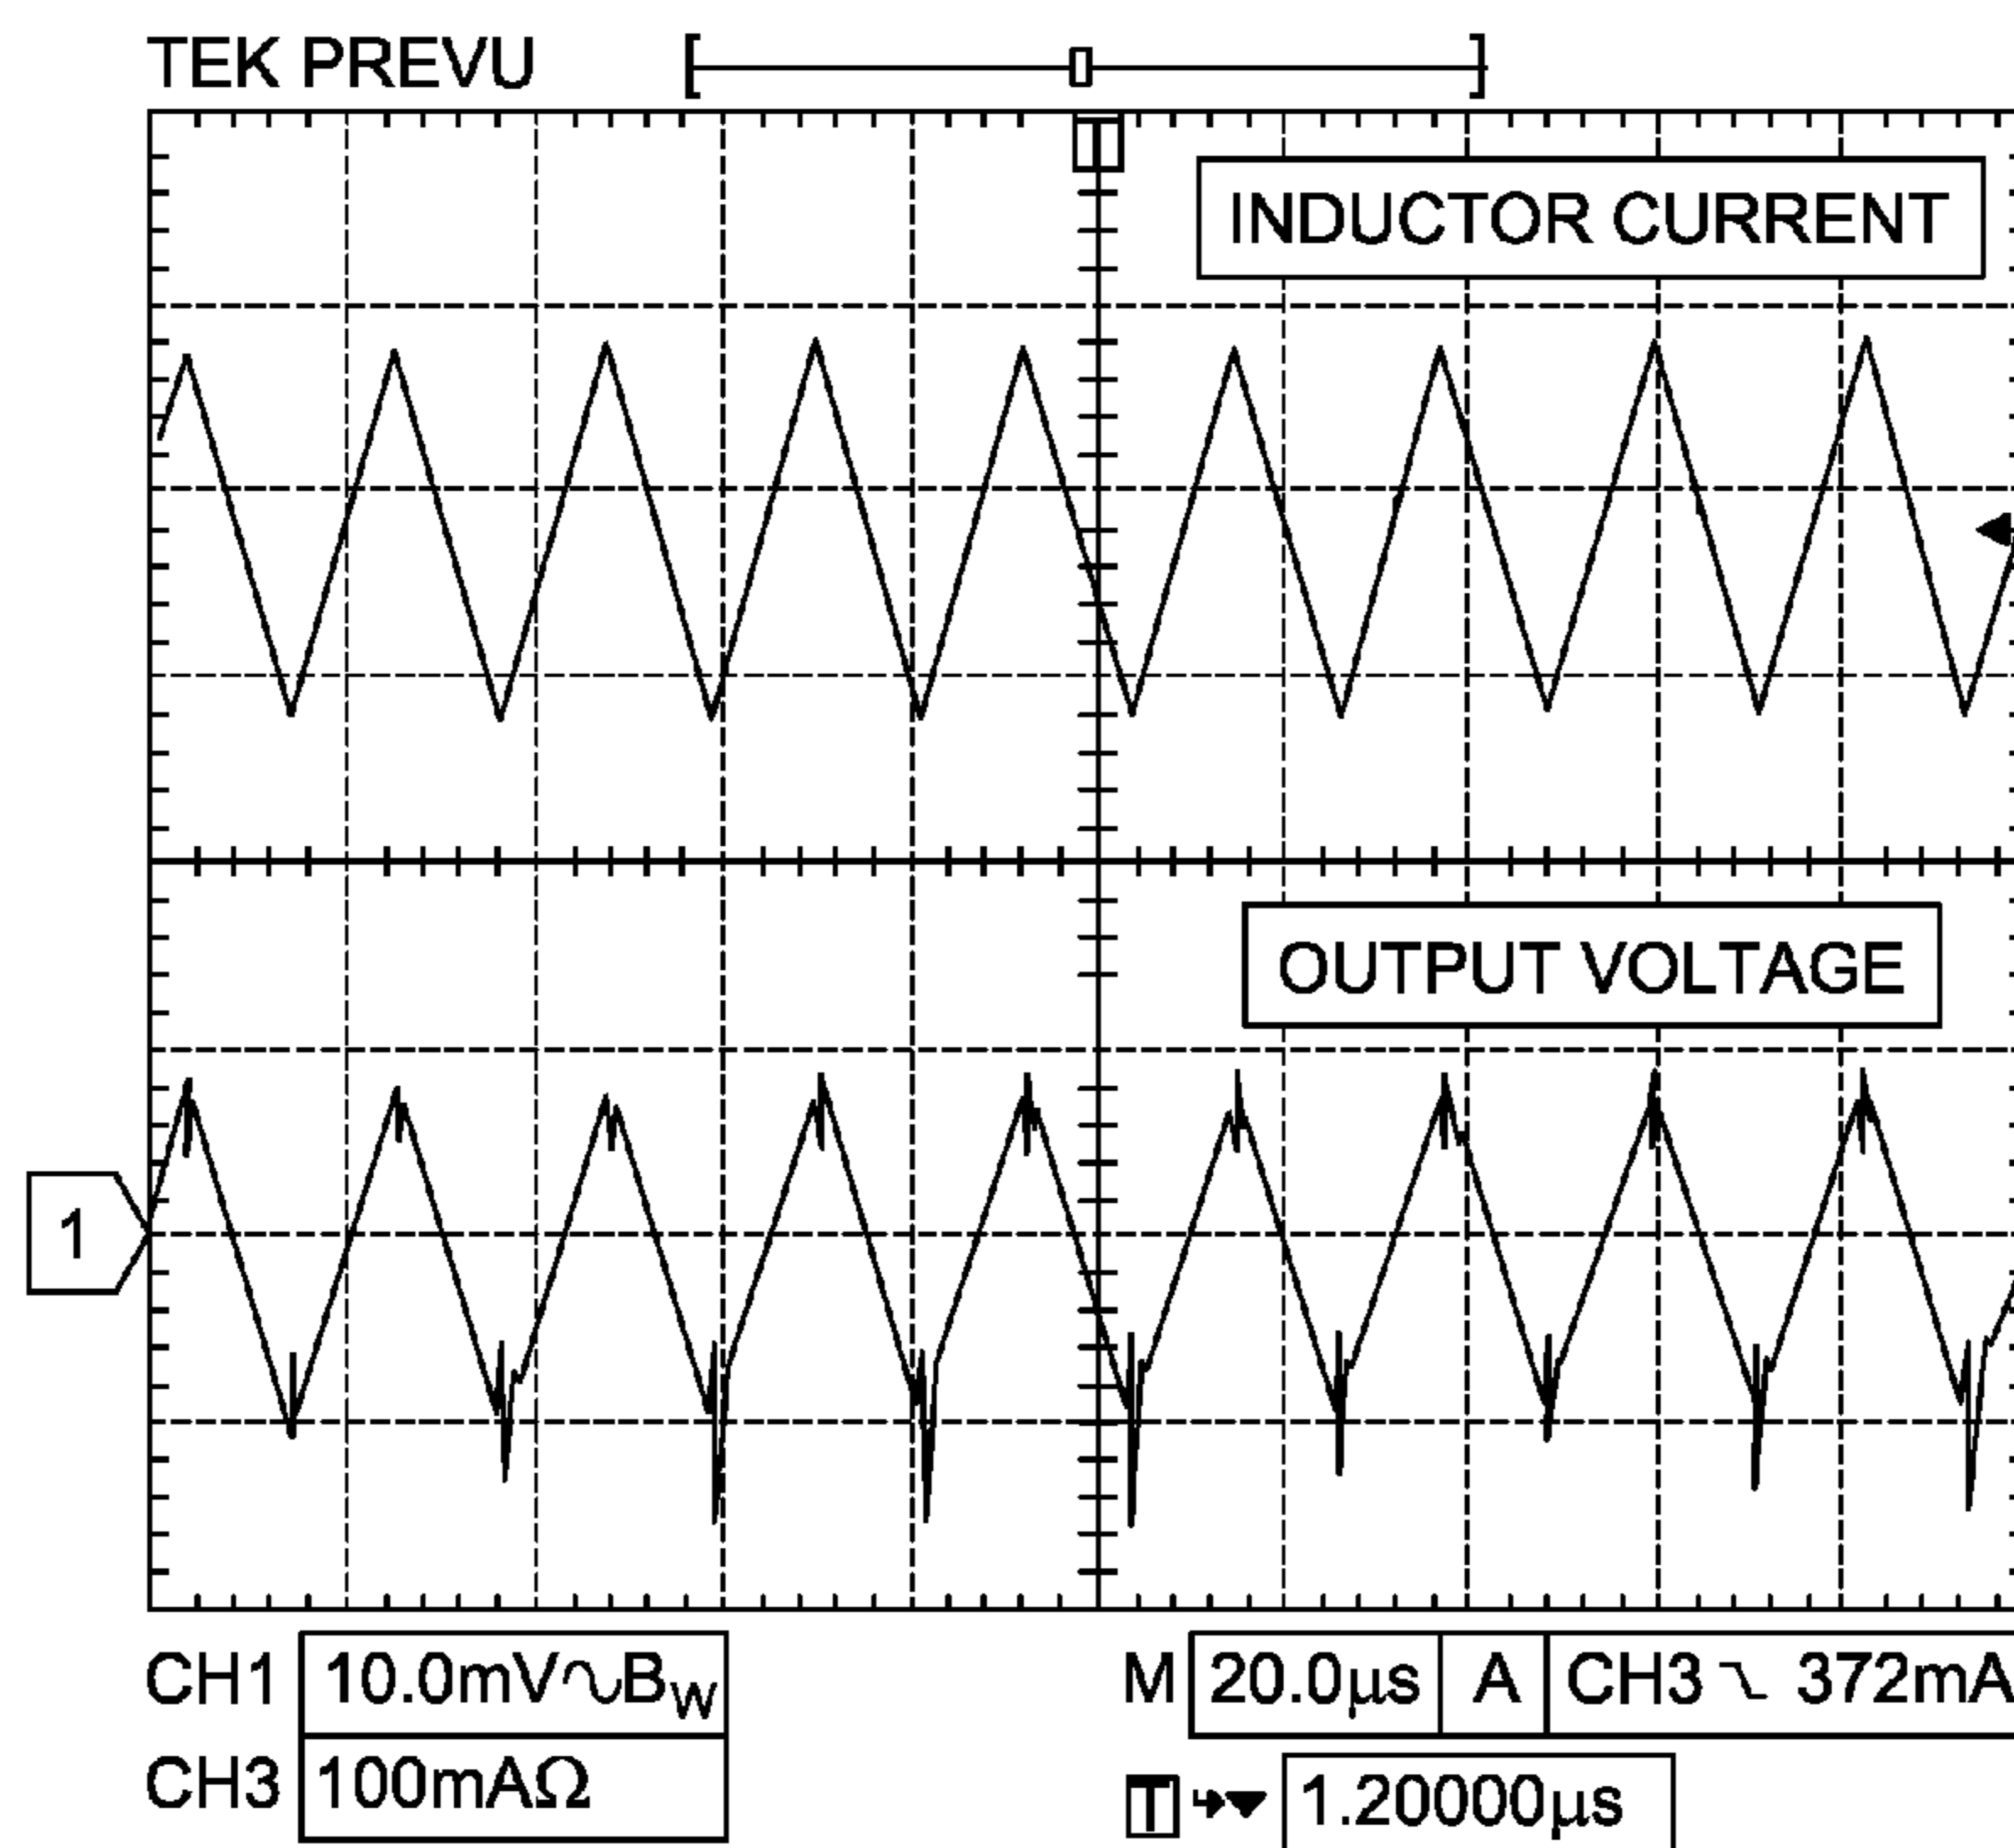 TEK PREVU
T
INDUCTOR CURRENT
OUTPUT VOLTAGE
1
CH1 10.0mV∿BW M 20.0µs A CH3 372mA
CH3 100mAΩ T 1.20000µs